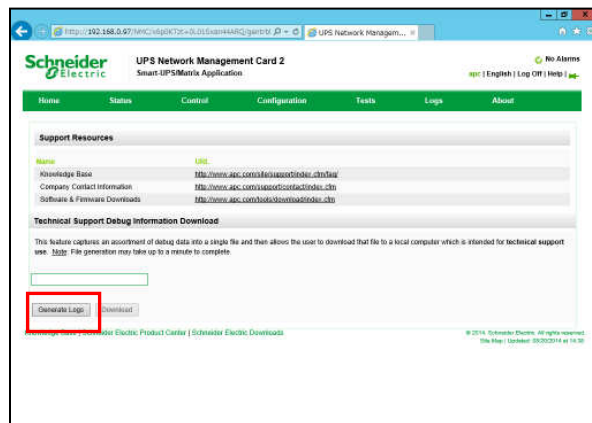 http://192.168.0.97/NMC/
UPS Network Managem...
Schneider Electric
UPS Network Management Card 2
Smart-UPS/Matrix Application
No Alarms
apc | English | Log Off | Help |
Home Status Control Configuration Tests Logs About
Support Resources
Name URL
Knowledge Base http://www.apc.com/site/support/index.cfm/faq/
Company Contact Information http://www.apc.com/support/contact/index.cfm
Software & Firmware Downloads http://www.apc.com/tools/download/index.cfm
Technical Support Debug Information Download
This feature captures an assortment of debug data into a single file and then allows the user to download that file to a local computer which is intended for technical support
use. Note: File generation may take up to a minute to complete.
Generate Logs Download
Knowledge Base | Schneider Electric Product Center | Schneider Electric Downloads
© 2014, Schneider Electric. All rights reserved.
Site Map | Updated: 08/20/2014 at 14:30